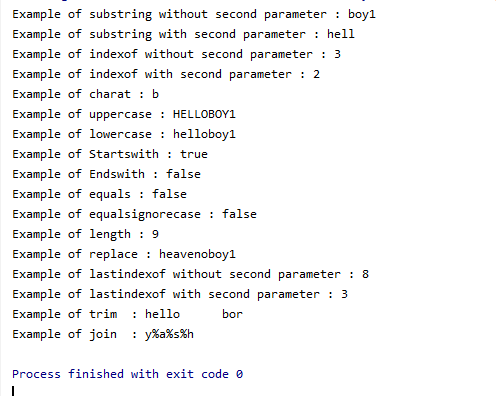 Example of substring without second parameter : boy1
Example of substring with second parameter : hell
Example of indexof without second parameter : 3
Example of indexof with second parameter : 2
Example of charat : b
Example of uppercase : HELLOBOY1
Example of lowercase : helloboy1
Example of Startswith : true
Example of Endswith : false
Example of equals : false
Example of equalsignorecase : false
Example of length : 9
Example of replace : heavenoboy1
Example of lastindexof without second parameter : 8
Example of lastindexof with second parameter : 3
Example of trim  : hello      bor
Example of join  : y%a%s%h
Process finished with exit code 0